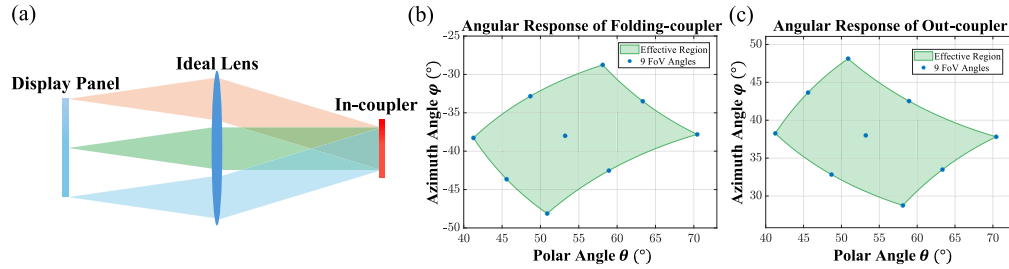 (a)
Display Panel
Ideal Lens
In-coupler
(b)
Angular Response of Folding-coupler
Effective Region
9 FoV Angles
Azimuth Angle φ (°)
-25
-30
-35
-40
-45
-50
40
45
50
55
60
65
70
Polar Angle θ (°)
(c)
Angular Response of Out-coupler
Effective Region
9 FoV Angles
Azimuth Angle φ (°)
50
45
40
35
30
40
45
50
55
60
65
70
Polar Angle θ (°)